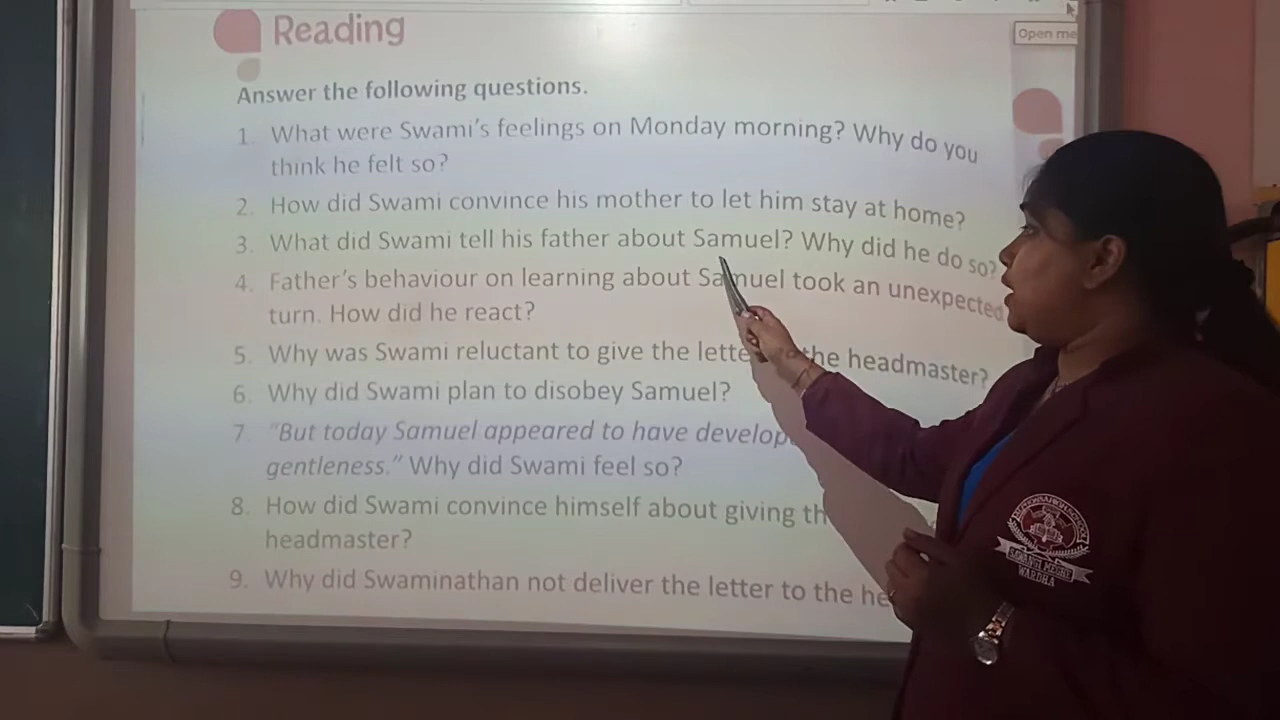 Reading
Open me
Answer the following questions.
1. What were Swami's feelings on Monday morning? Why do you
think he felt so?
2. How did Swami convince his mother to let him stay at home?
3. What did Swami tell his father about Samuel? Why did he do so?
4. Father's behaviour on learning about Samuel took an unexpected
turn. How did he react?
5. Why was Swami reluctant to give the lette the headmaster?
6. Why did Swami plan to disobey Samuel?
7. "But today Samuel appeared to have develop
gentleness." Why did Swami feel so?
8. How did Swami convince himself about giving th
headmaster?
9. Why did Swaminathan not deliver the letter to the he
SAWANGI MEGHE
WARDHA